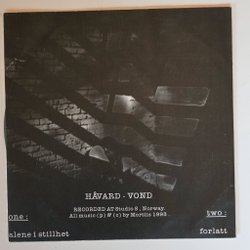 HÅVARD - VOND
RECORDED AT Studio S, Norway.
All music (p) & (c) by Mortiis 1993
one : two :
alene i stillhet forlatt